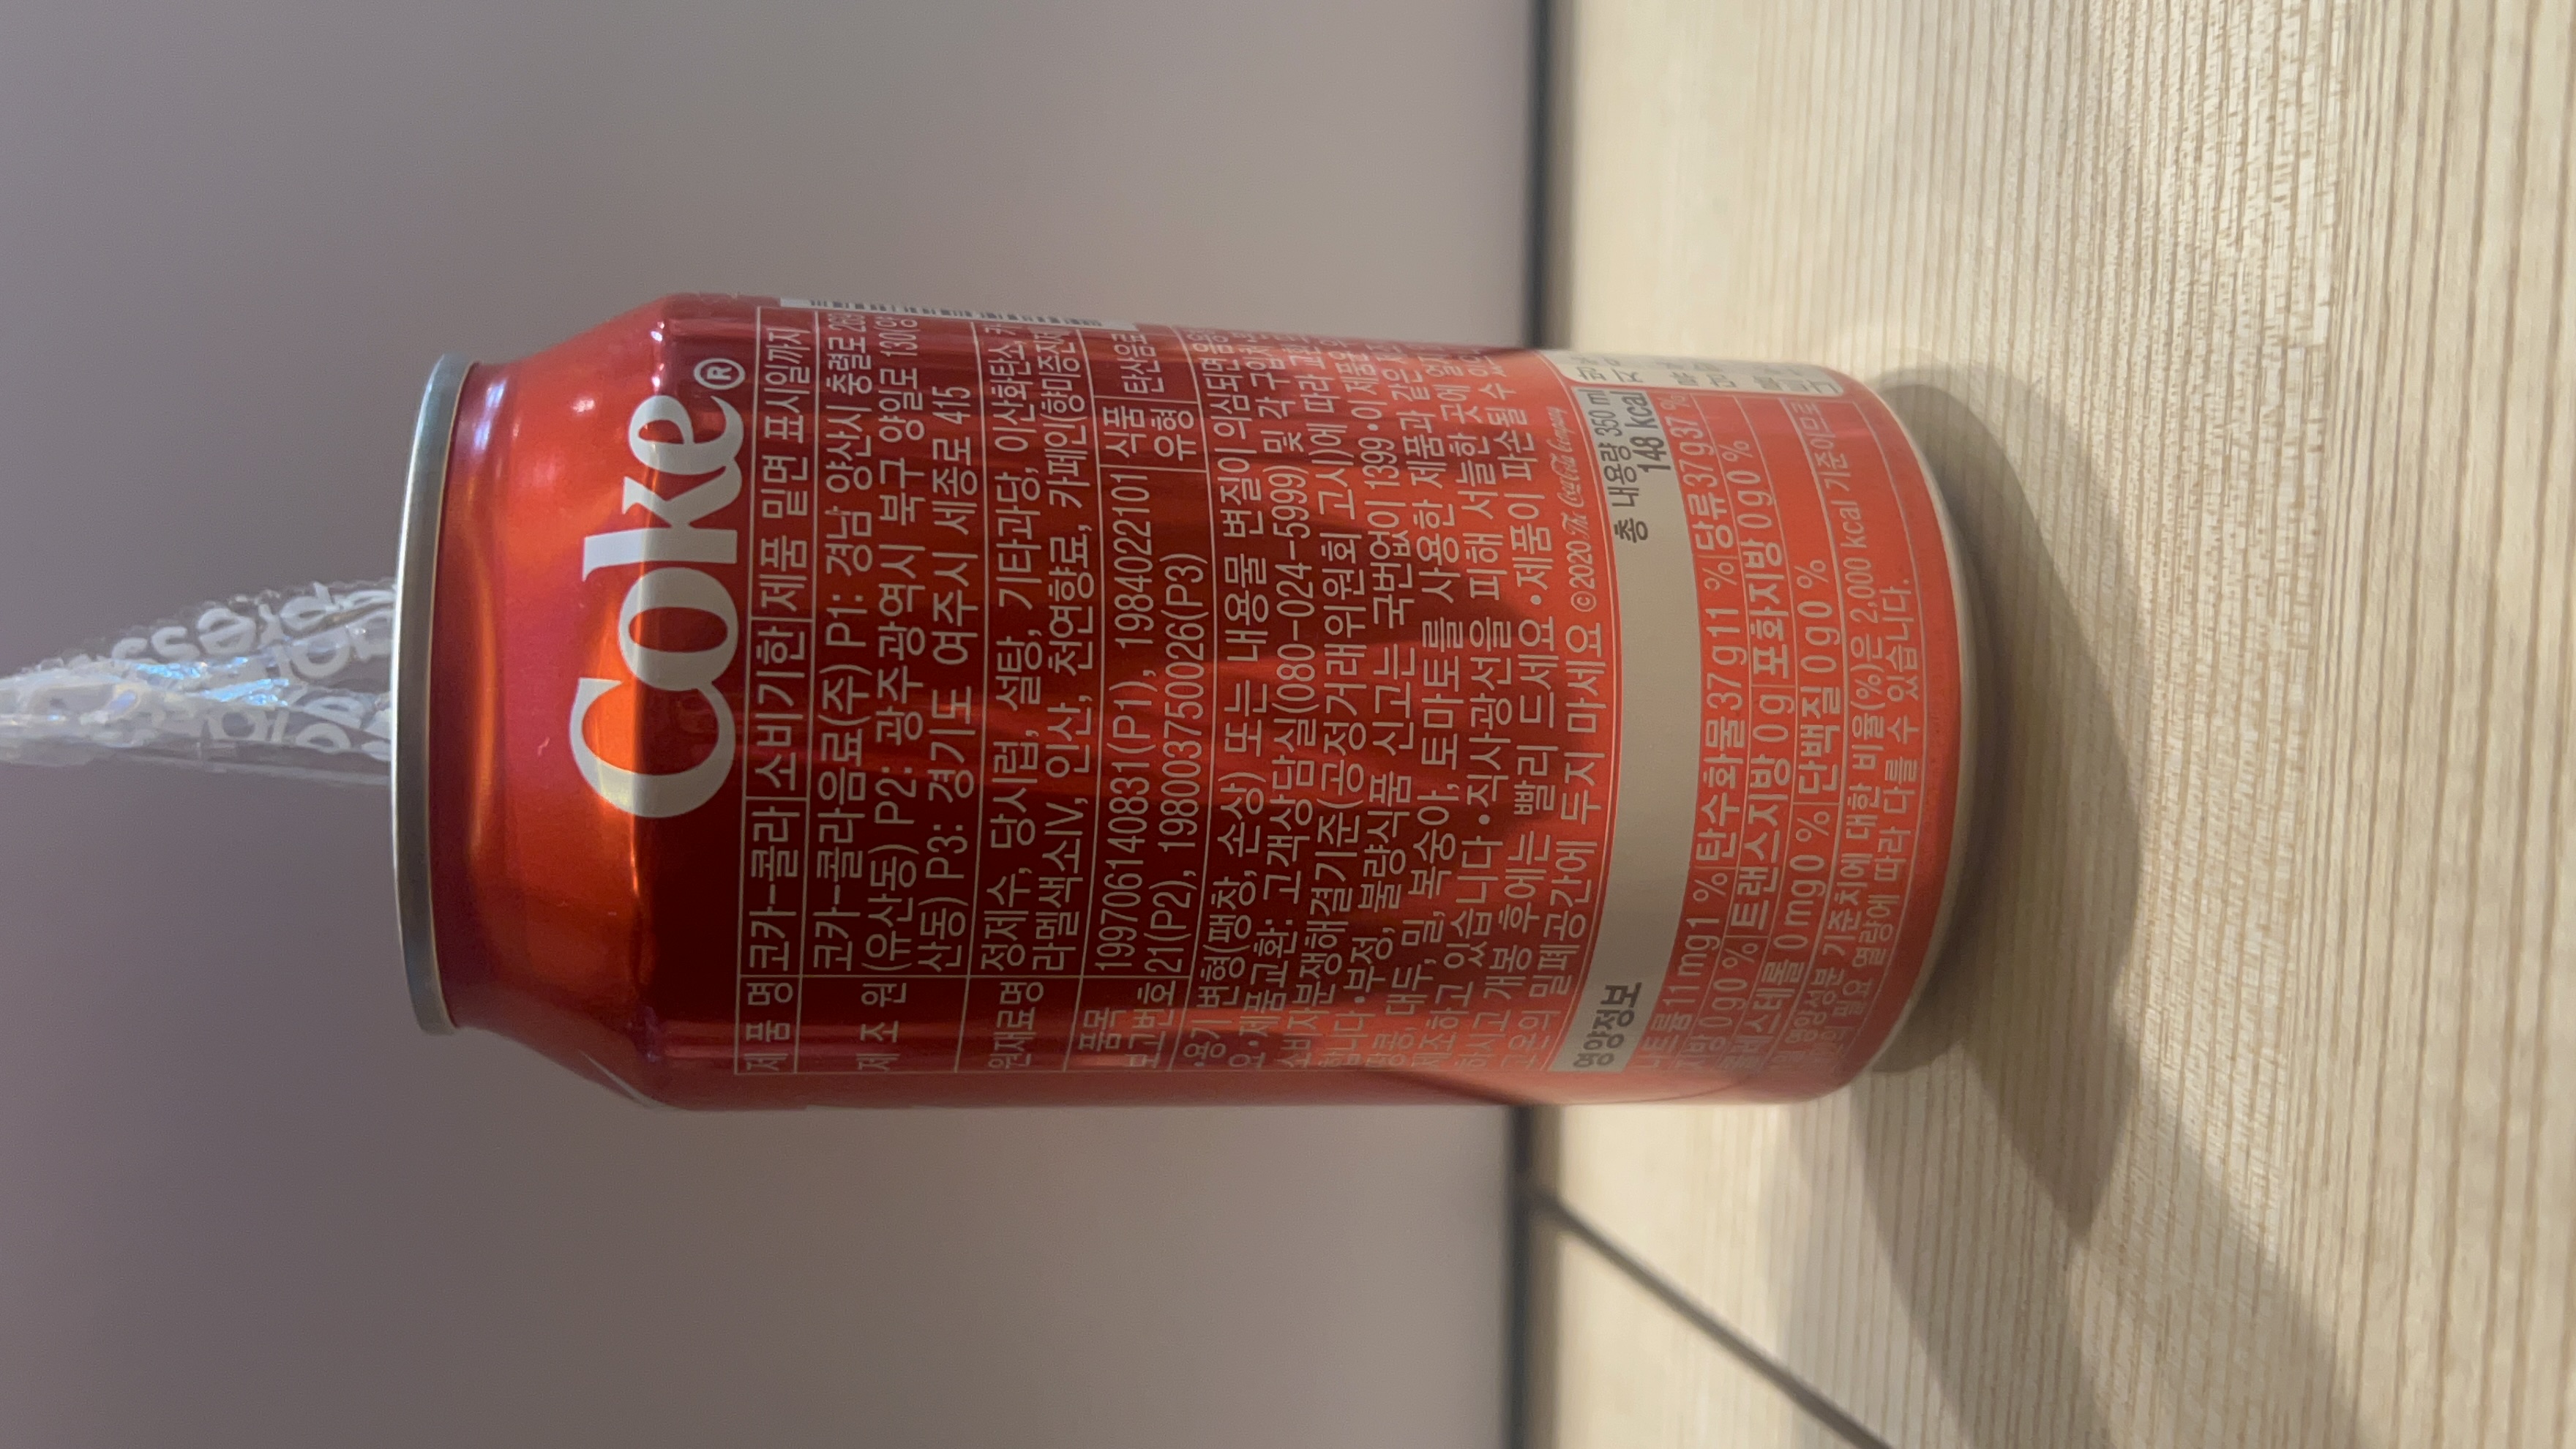 Coke®
제 품 명 코카-콜라 소비기한 제품 밑면 표시일까지
제 조 원
코카-콜라음료(주) P1: 경남 양산시 충렬로 269
(유산동) P2: 광주광역시 북구 양일로 130(양
산동) P3: 경기도 여주시 세종로 415
원재료명
정제수, 당시럽, 설탕, 기타과당, 이산화탄소, 카
라멜색소IV, 인산, 천연향료, 카페인(향미증진제
품목
보고번호
199706140831(P1), 1984022101
21(P2), 198003750026(P3)
식품
유형
탄산음료
•용기 변형(팽창, 손상) 또는 내용물 변질이 의심되면 음용
요•제품교환: 고객상담실(080-024-5999) 및 각 구입처
소비자분쟁해결기준(공정거래위원회 고시)에 따라 교환
합니다•부정, 불량식품 신고는 국번없이 1399•이 제품은
땅콩, 대두, 밀, 복숭아, 토마토를 사용한 제품과 같은
제조하고 있습니다•직사광선을 피해 서늘한 곳에
하시고 개봉 후에는 빨리 드세요•제품이 파손될 수
고온의 밀폐공간에 두지 마세요 ©2020 The Coca-Cola Company
영양정보
총 내용량 350 ml
148 kcal
나트륨 11 mg 1 % 탄수화물 37 g 11 % 당류 37 g 37 %
지방 0 g 0 % 트랜스지방 0 g 포화지방 0 g 0 %
콜레스테롤 0 mg 0 % 단백질 0 g 0 %
영양성분 기준치에 대한 비율(%)은 2,000 kcal 기준이므로
필요 열량에 따라 다를 수 있습니다.